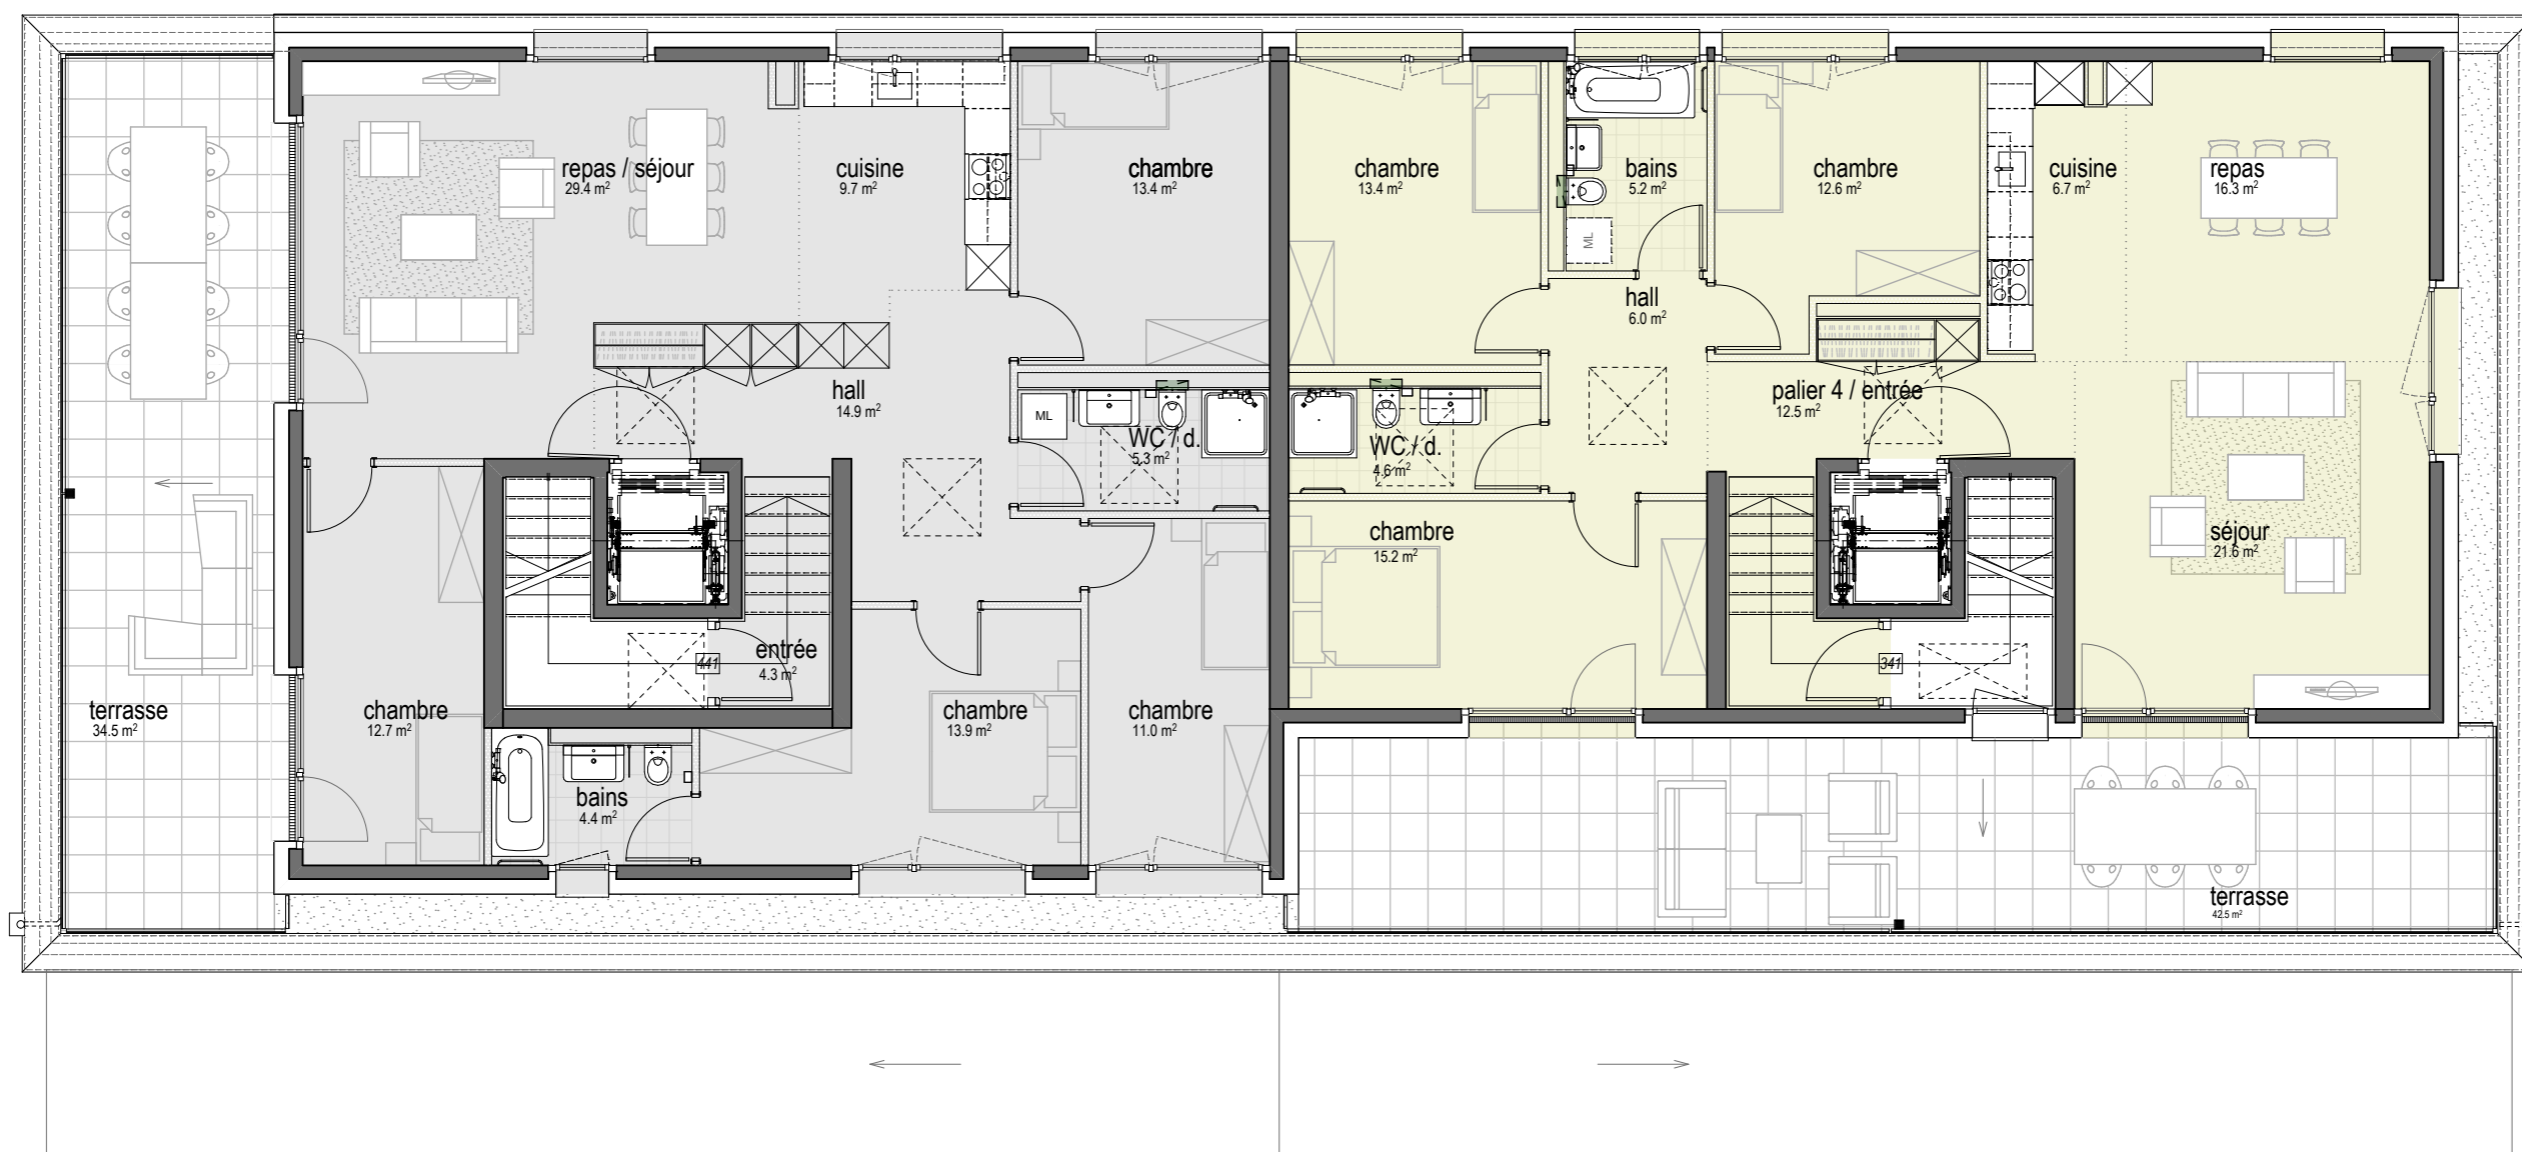 repas / séjour
29.4 m²
cuisine
9.7 m²
chambre
13.4 m²
chambre
13.4 m²
bains
5.2 m²
chambre
12.6 m²
cuisine
6.7 m²
repas
16.3 m²
ML
hall
6.0 m²
hall
14.9 m²
palier 4 / entrée
12.5 m²
ML
WC / d.
5.3 m²
WC / d.
4.6 m²
chambre
15.2 m²
séjour
21.6 m²
entrée
4.3 m²
441
341
terrasse
34.5 m²
chambre
12.7 m²
chambre
13.9 m²
chambre
11.0 m²
bains
4.4 m²
terrasse
42.5 m²